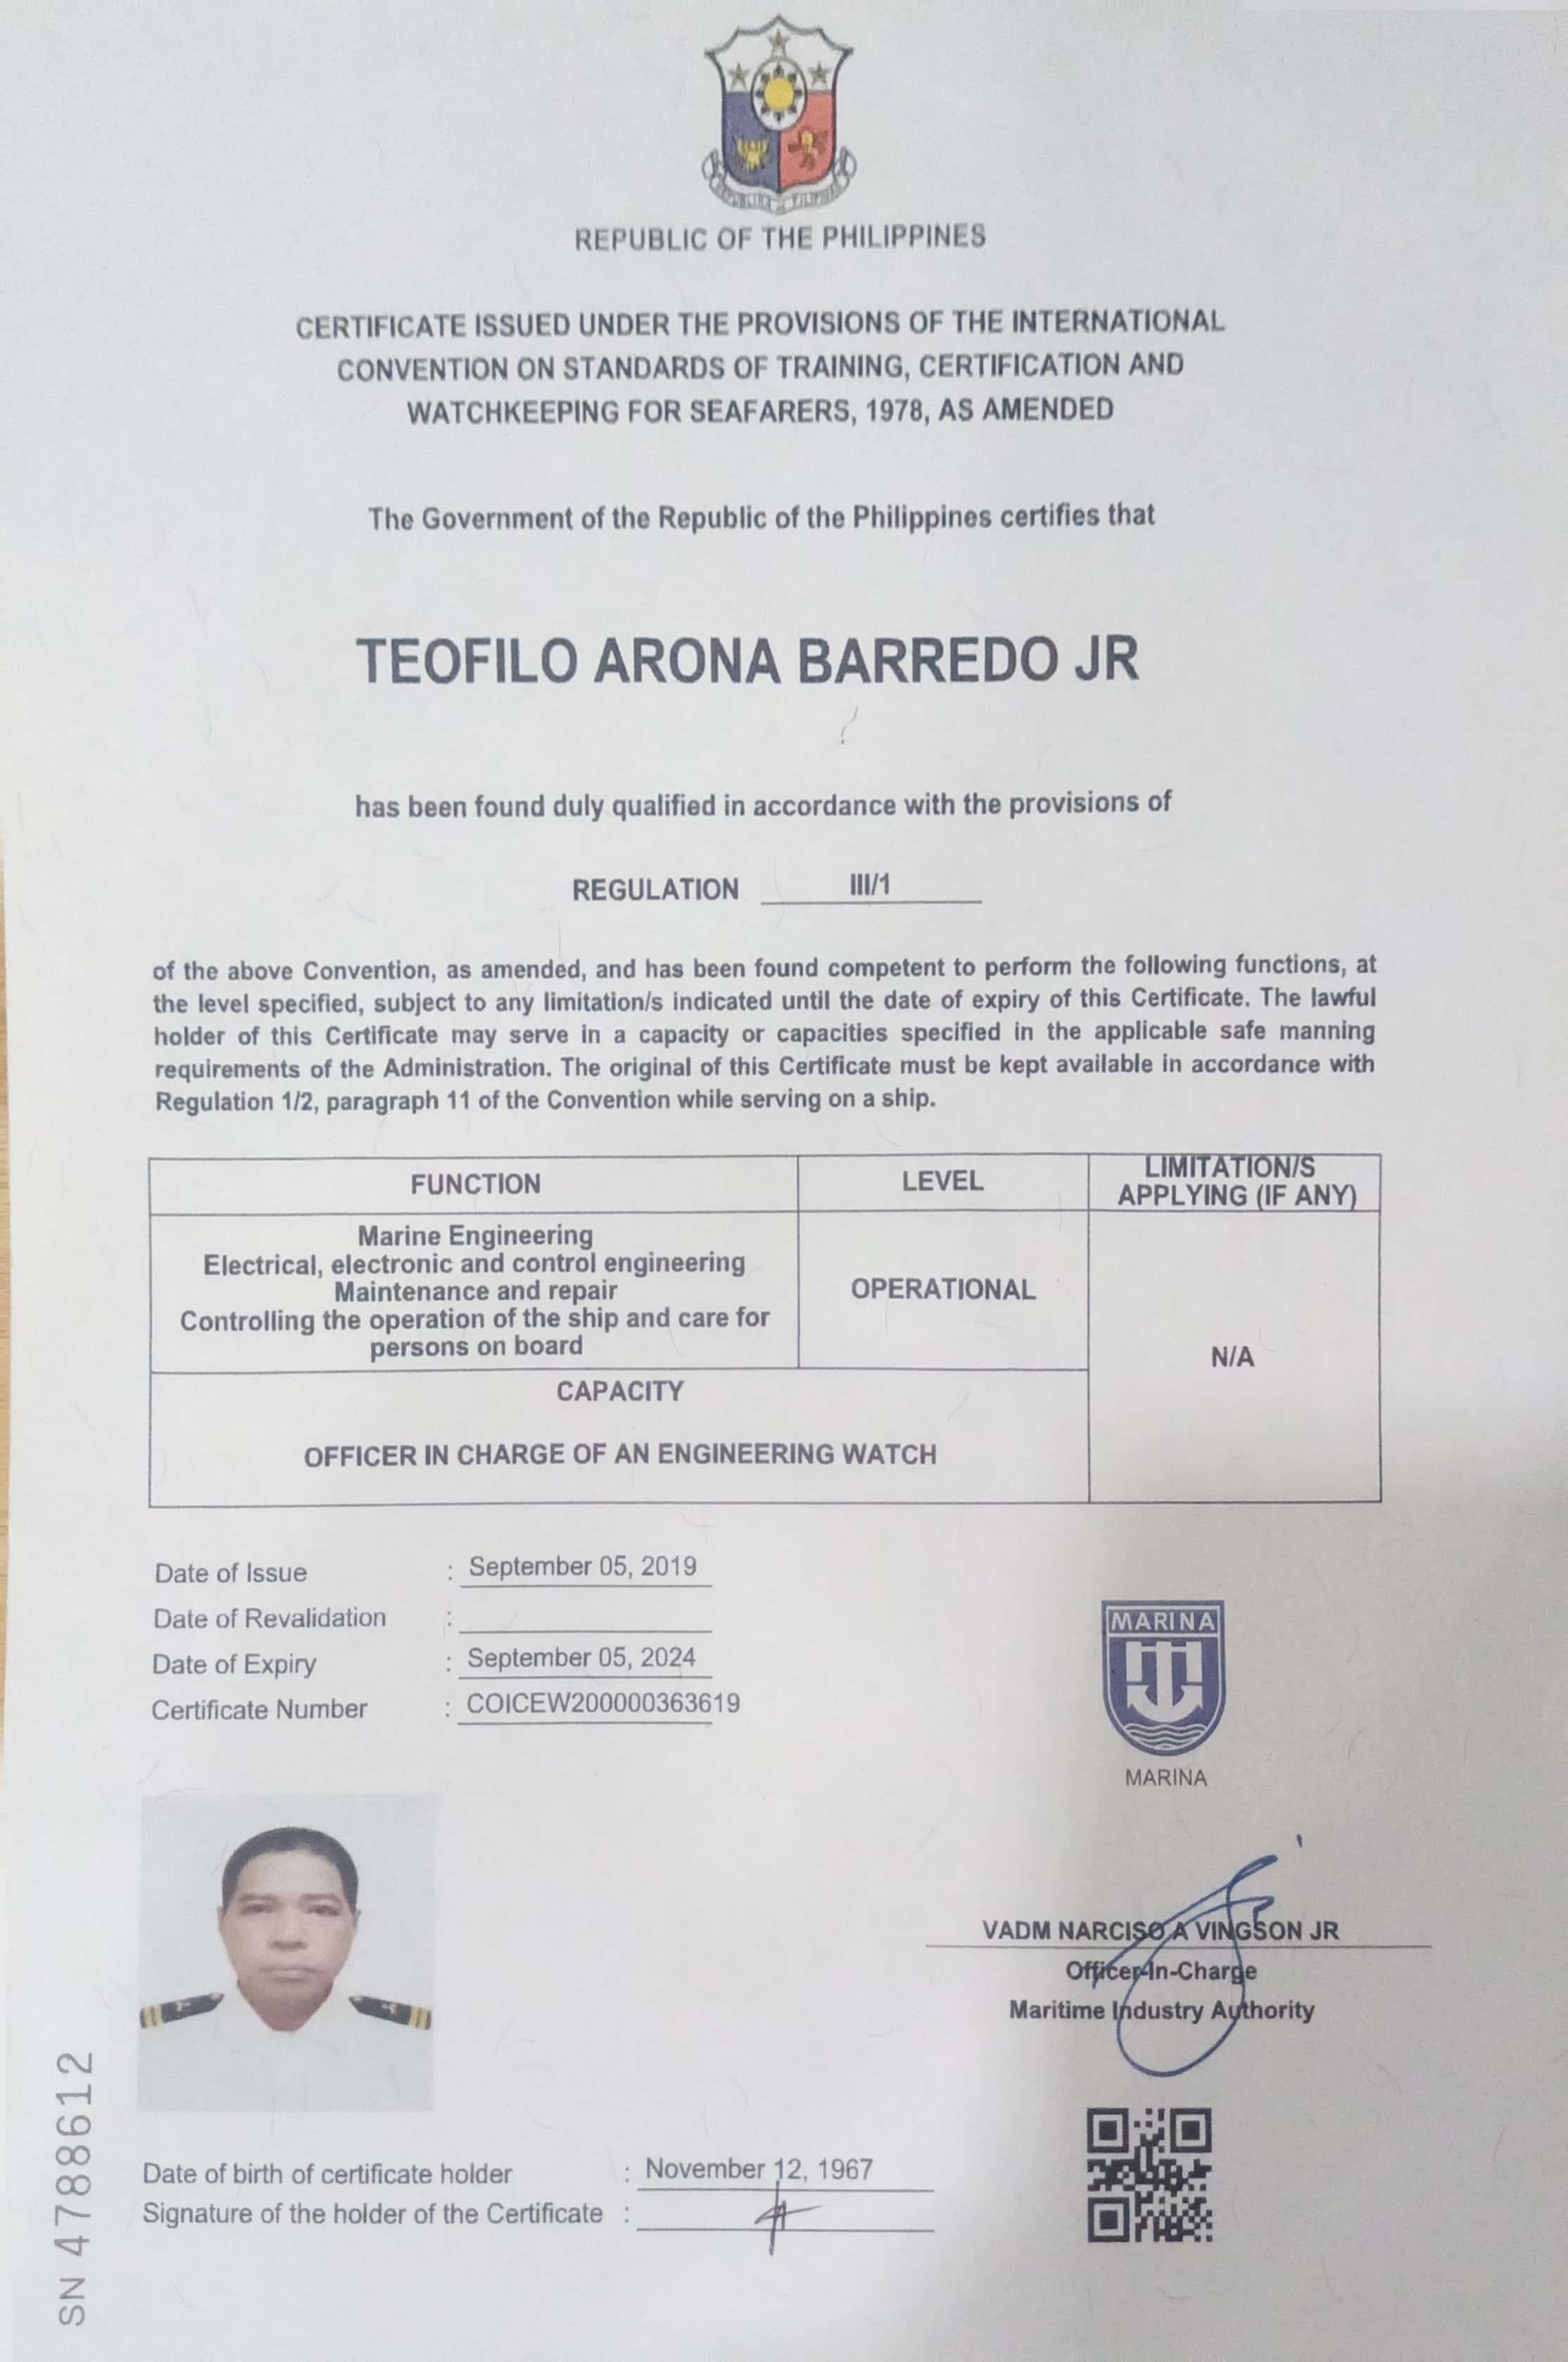 REPUBLIKA NG PILIPINAS
REPUBLIC OF THE PHILIPPINES
CERTIFICATE ISSUED UNDER THE PROVISIONS OF THE INTERNATIONAL
CONVENTION ON STANDARDS OF TRAINING, CERTIFICATION AND
WATCHKEEPING FOR SEAFARERS, 1978, AS AMENDED
The Government of the Republic of the Philippines certifies that
TEOFILO ARONA BARREDO JR
has been found duly qualified in accordance with the provisions of
REGULATION III/1
of the above Convention, as amended, and has been found competent to perform the following functions, at
the level specified, subject to any limitation/s indicated until the date of expiry of this Certificate. The lawful
holder of this Certificate may serve in a capacity or capacities specified in the applicable safe manning
requirements of the Administration. The original of this Certificate must be kept available in accordance with
Regulation 1/2, paragraph 11 of the Convention while serving on a ship.
FUNCTION LEVEL LIMITATION/S
APPLYING (IF ANY)
Marine Engineering
Electrical, electronic and control engineering
Maintenance and repair
Controlling the operation of the ship and care for
persons on board
OPERATIONAL
N/A
CAPACITY
OFFICER IN CHARGE OF AN ENGINEERING WATCH
Date of Issue : September 05, 2019
Date of Revalidation :
Date of Expiry : September 05, 2024
Certificate Number : COICEW200000363619
MARINA
MARINA
VADM NARCISO A VINGSON JR
Officer-In-Charge
Maritime Industry Authority
Date of birth of certificate holder : November 12, 1967
Signature of the holder of the Certificate :
SN 4788612